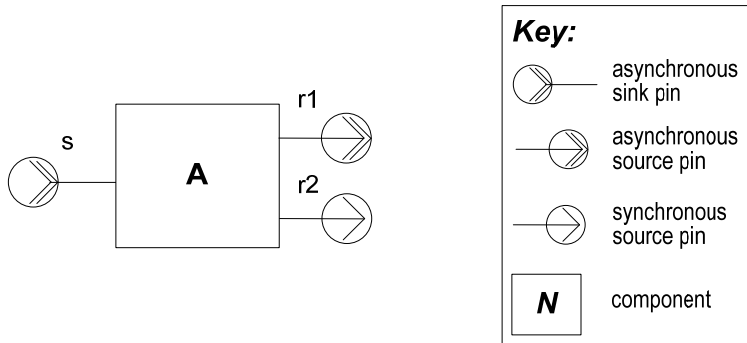 s
A
r1
r2
Key:
asynchronous
sink pin
asynchronous
source pin
synchronous
source pin
N
component